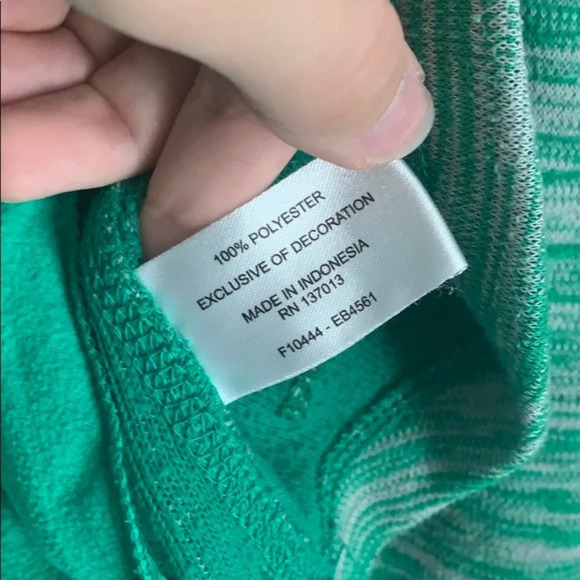 100% POLYESTER
EXCLUSIVE OF DECORATION
MADE IN INDONESIA
RN 137013
F10444 - EB4561